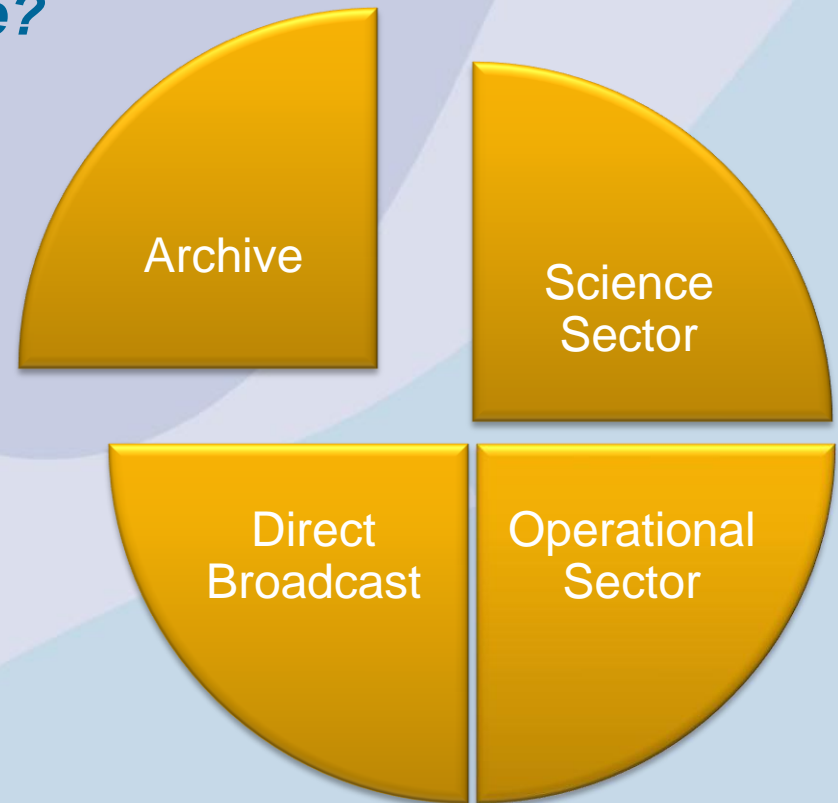 e?
Archive
Science
Sector
Direct
Broadcast
Operational
Sector